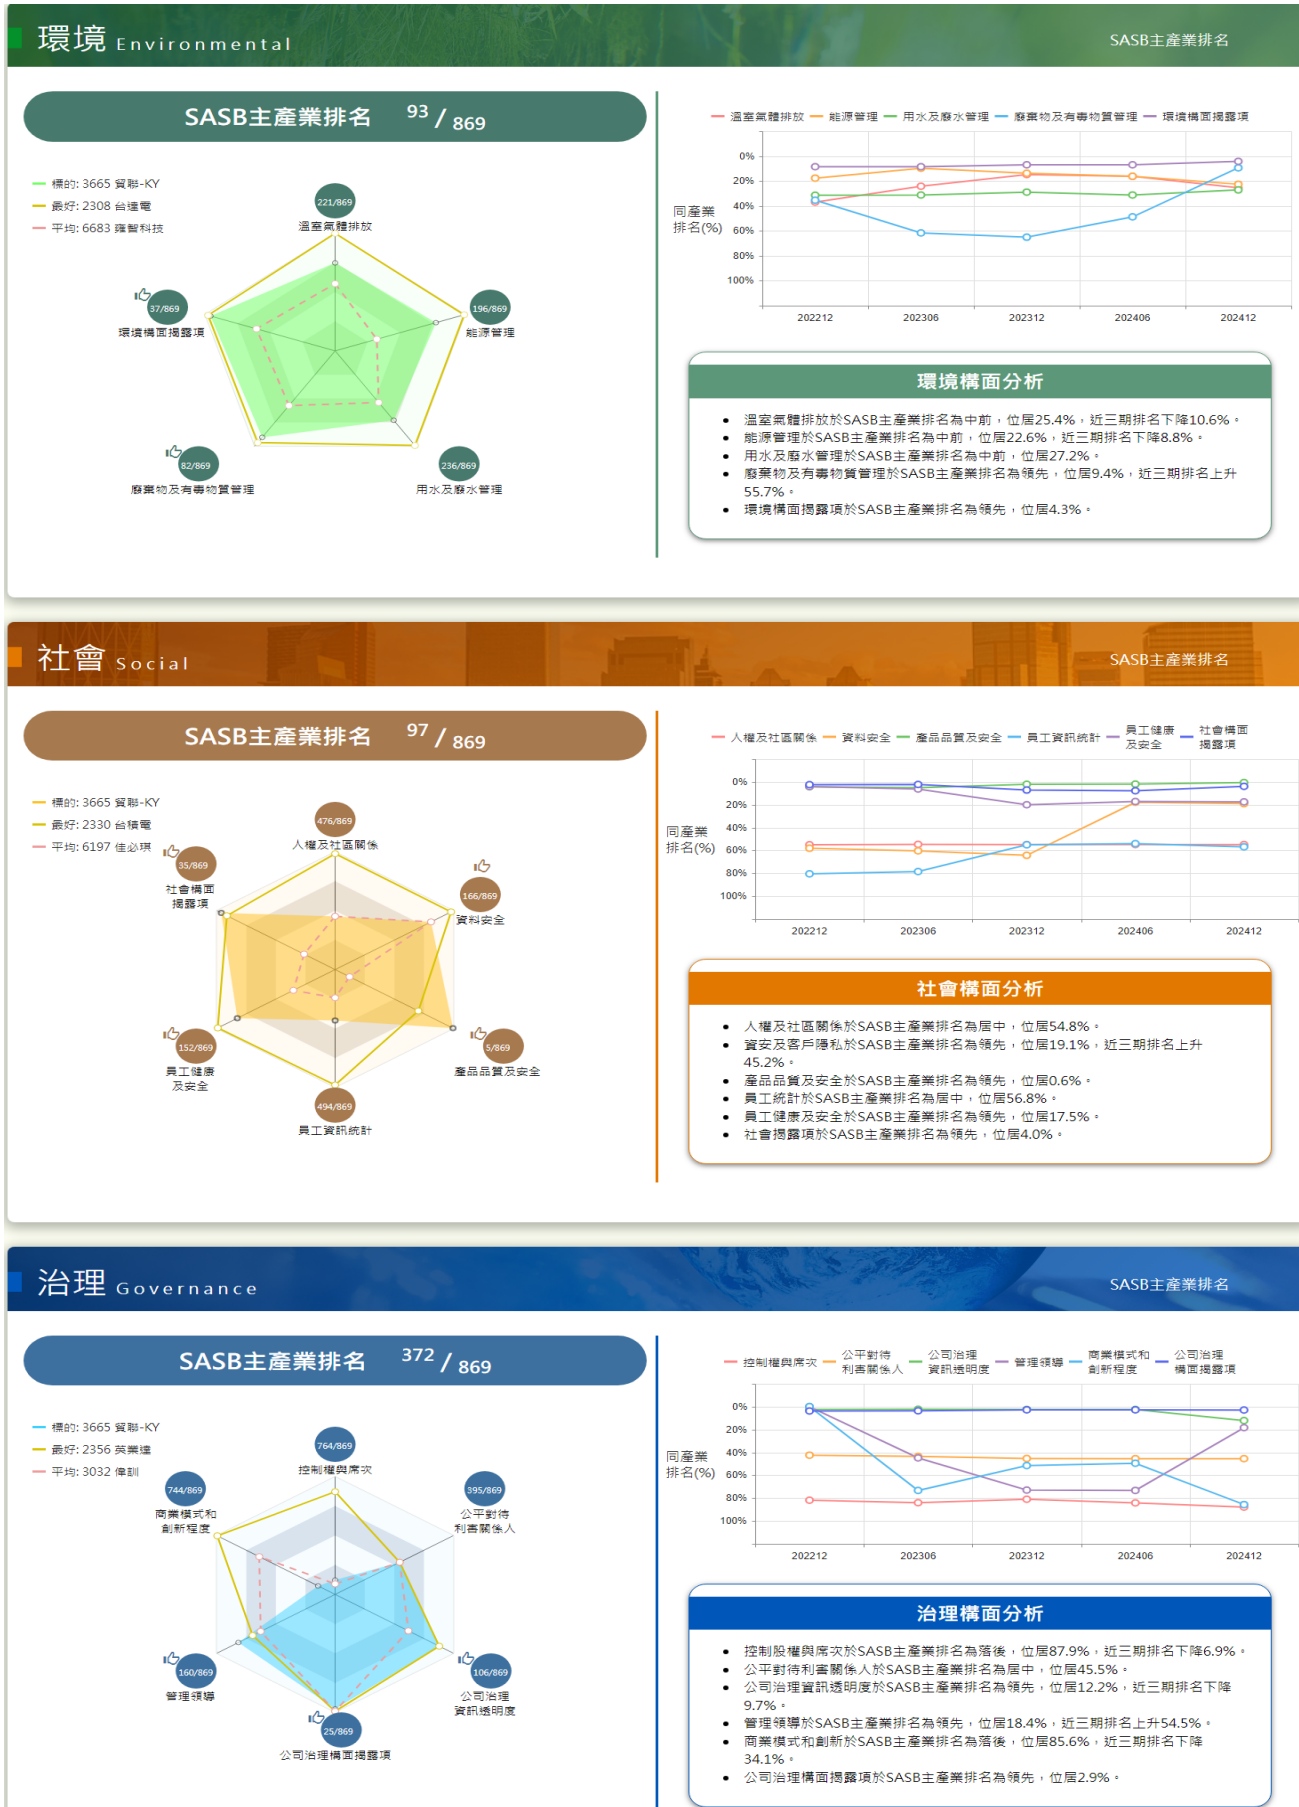 環境 Environmental
SASB主產業排名
SASB主產業排名 93 / 869
標的: 3665 貿聯-KY
最好: 2308 台達電
平均: 6683 雍智科技
221/869
溫室氣體排放
37/869
環境構面揭露項
196/869
能源管理
82/869
廢棄物及有毒物質管理
236/869
用水及廢水管理
溫室氣體排放 能源管理 用水及廢水管理 廢棄物及有毒物質管理 環境構面揭露項
同產業
排名(%)
0%
20%
40%
60%
80%
100%
202212 202306 202312 202406 202412
環境構面分析
• 溫室氣體排放於SASB主產業排名為中前，位居25.4%，近三期排名下降10.6%。
• 能源管理於SASB主產業排名為中前，位居22.6%，近三期排名下降8.8%。
• 用水及廢水管理於SASB主產業排名為中前，位居27.2%。
• 廢棄物及有毒物質管理於SASB主產業排名為領先，位居9.4%，近三期排名上升
55.7%。
• 環境構面揭露項於SASB主產業排名為領先，位居4.3%。
社會 Social
SASB主產業排名
SASB主產業排名 97 / 869
標的: 3665 貿聯-KY
最好: 2330 台積電
平均: 6197 佳必琪
476/869
人權及社區關係
35/869
社會構面
揭露項
166/869
資料安全
152/869
員工健康
及安全
5/869
產品品質及安全
494/869
員工資訊統計
人權及社區關係 資料安全 產品品質及安全 員工資訊統計 員工健康
及安全 社會構面
揭露項
同產業
排名(%)
0%
20%
40%
60%
80%
100%
202212 202306 202312 202406 202412
社會構面分析
• 人權及社區關係於SASB主產業排名為居中，位居54.8%。
• 資安及客戶隱私於SASB主產業排名為領先，位居19.1%，近三期排名上升
45.2%。
• 產品品質及安全於SASB主產業排名為領先，位居0.6%。
• 員工統計於SASB主產業排名為居中，位居56.8%。
• 員工健康及安全於SASB主產業排名為領先，位居17.5%。
• 社會揭露項於SASB主產業排名為領先，位居4.0%。
治理 Governance
SASB主產業排名
SASB主產業排名 372 / 869
標的: 3665 貿聯-KY
最好: 2356 英業達
平均: 3032 偉訓
764/869
控制權與席次
744/869
商業模式和
創新程度
395/869
公平對待
利害關係人
160/869
管理領導
106/869
公司治理
資訊透明度
25/869
公司治理構面揭露項
控制權與席次 公平對待
利害關係人 公司治理
資訊透明度 管理領導 商業模式和
創新程度 公司治理
構面揭露項
同產業
排名(%)
0%
20%
40%
60%
80%
100%
202212 202306 202312 202406 202412
治理構面分析
• 控制股權與席次於SASB主產業排名為落後，位居87.9%，近三期排名下降6.9%。
• 公平對待利害關係人於SASB主產業排名為居中，位居45.5%。
• 公司治理資訊透明度於SASB主產業排名為領先，位居12.2%，近三期排名下降
9.7%。
• 管理領導於SASB主產業排名為領先，位居18.4%，近三期排名上升54.5%。
• 商業模式和創新於SASB主產業排名為落後，位居85.6%，近三期排名下降
34.1%。
• 公司治理構面揭露項於SASB主產業排名為領先，位居2.9%。